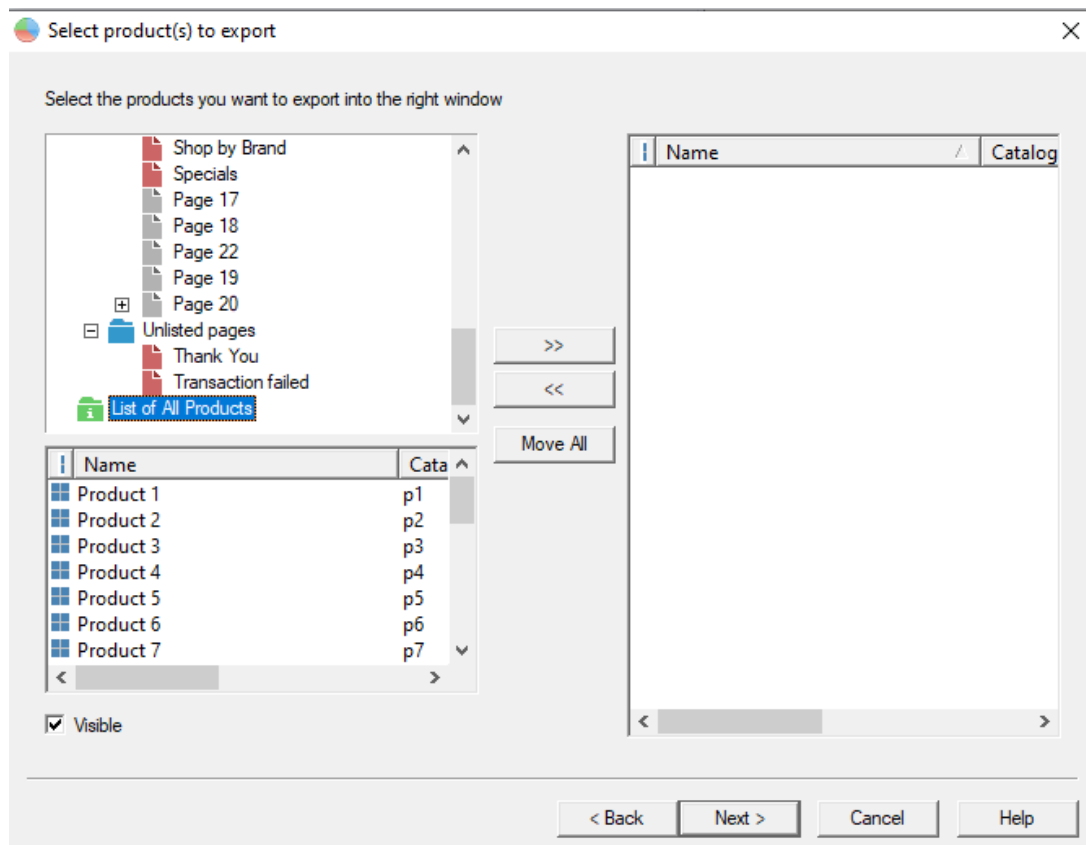 Select product(s) to export
Select the products you want to export into the right window
Shop by Brand
Specials
Page 17
Page 18
Page 22
Page 19
Page 20
Unlisted pages
Thank You
Transaction failed
List of All Products
>>
<<
Move All
Name Cata
Product 1 p1
Product 2 p2
Product 3 p3
Product 4 p4
Product 5 p5
Product 6 p6
Product 7 p7
Visible
Name Catalog
< Back Next > Cancel Help